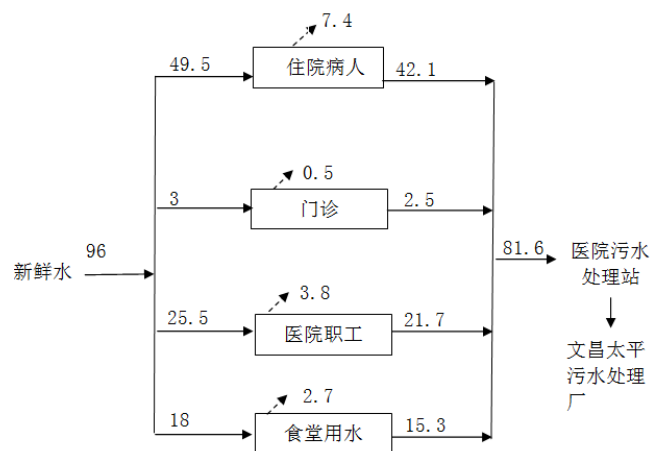 7.4
49.5
住院病人
42.1
0.5
3
门诊
2.5
96
新鲜水
81.6
医院污水
处理站
3.8
25.5
医院职工
21.7
文昌太平
污水处理
厂
2.7
18
食堂用水
15.3